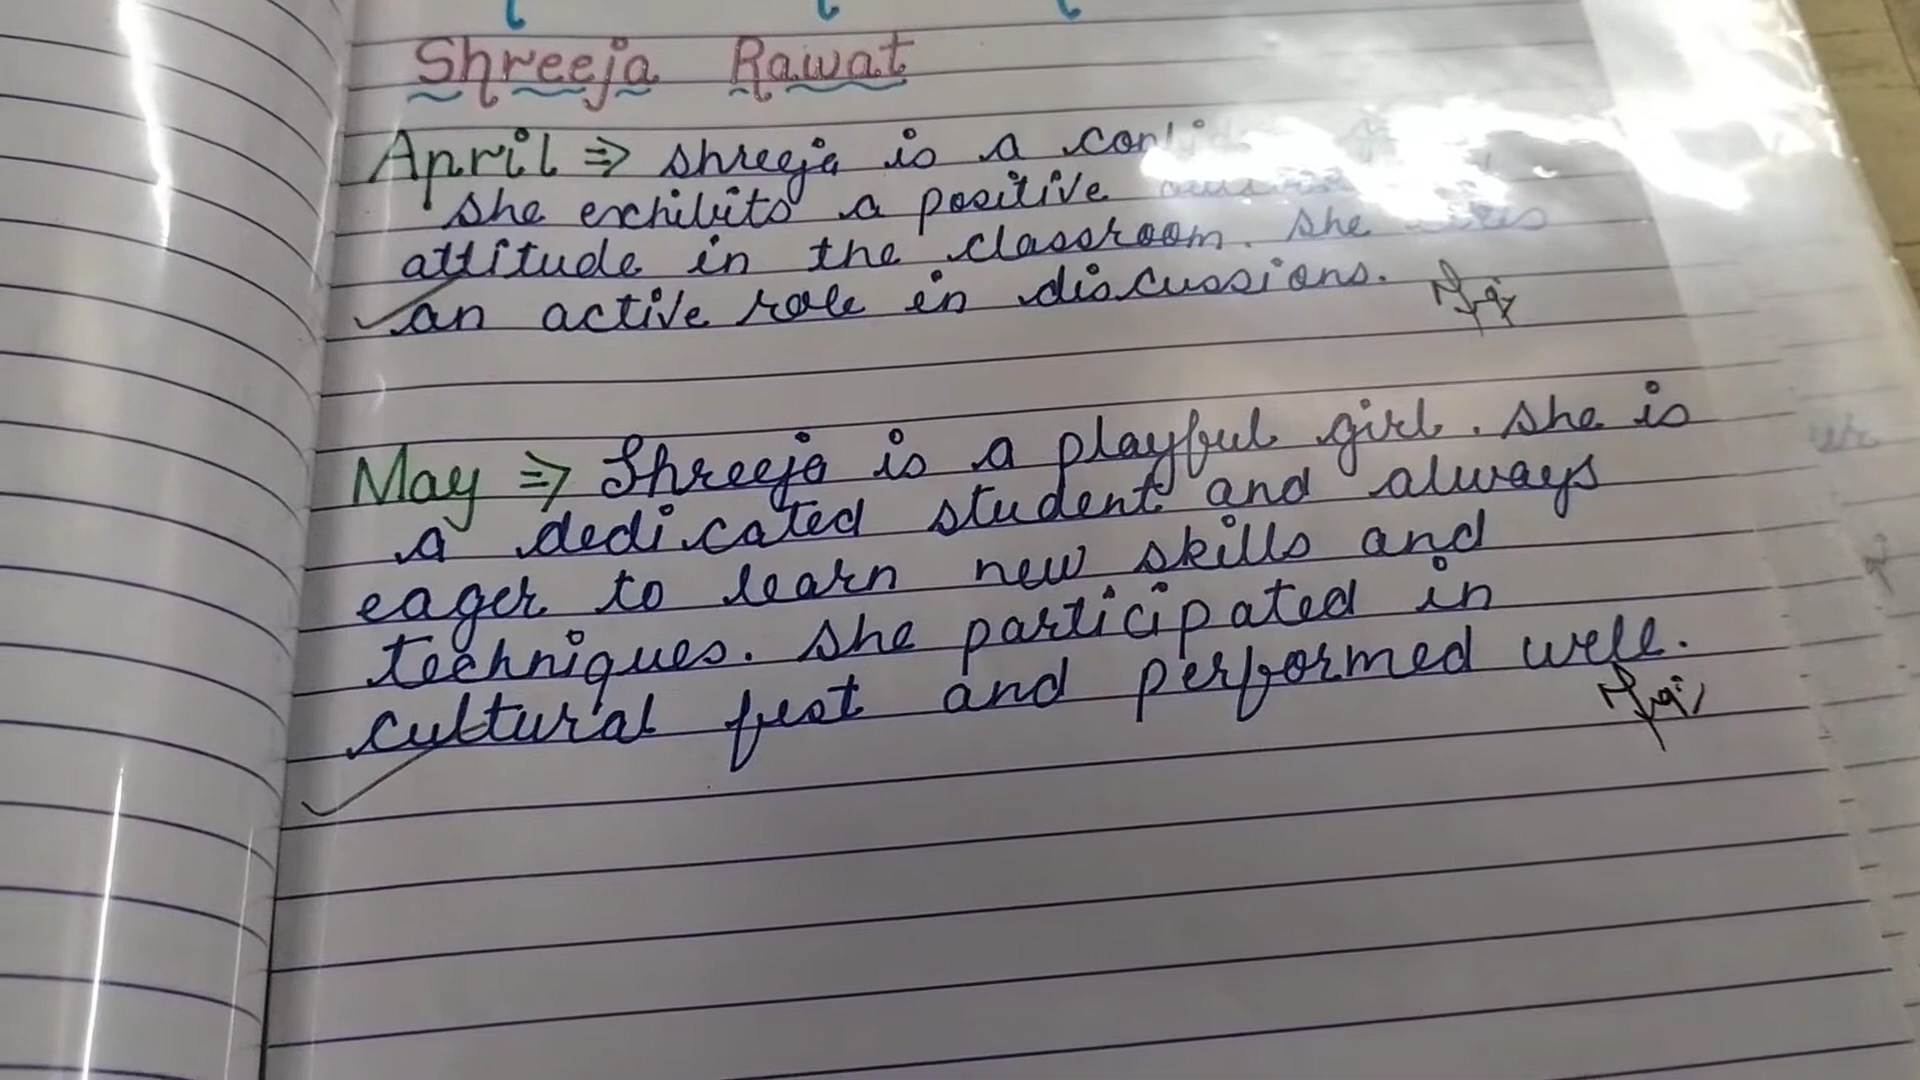 Shreeja Rawat
April ⇒ Shreeja is a
She exhibits a positive
attitude in the classroom. She
an active role in discussions.
May ⇒ Shreeja is a playful girl. She is
a dedicated student and always
eager to learn new skills and
techniques. She participated in
cultural fest and performed well.